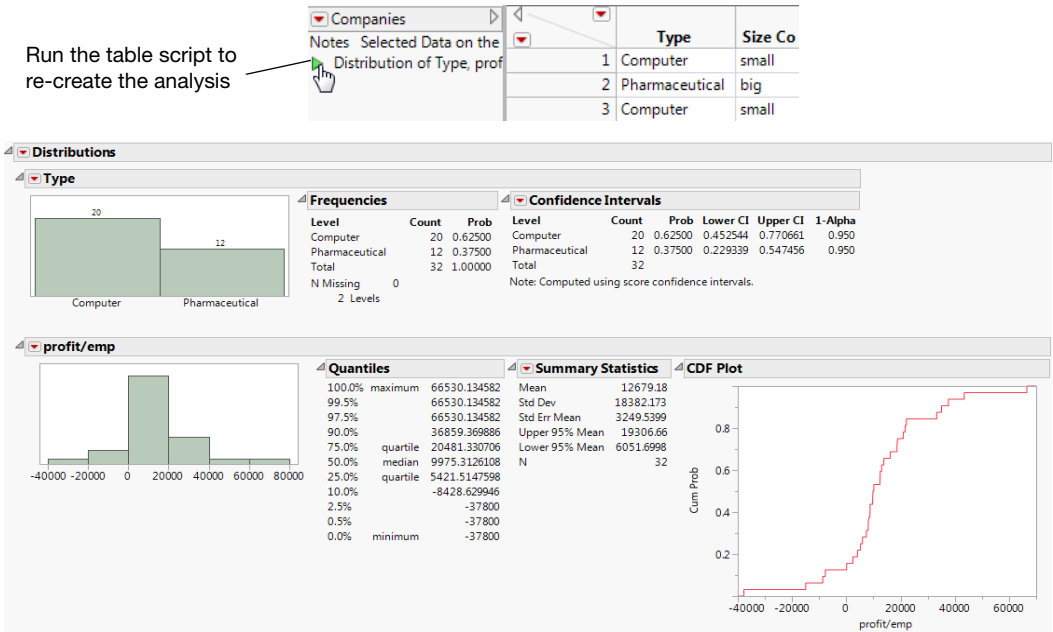 Run the table script to
re-create the analysis
Companies
Notes Selected Data on the
Distribution of Type, prof
Type Size Co
1 Computer small
2 Pharmaceutical big
3 Computer small
Distributions
Type
20
12
Computer Pharmaceutical
Frequencies
Level Count Prob
Computer 20 0.62500
Pharmaceutical 12 0.37500
Total 32 1.00000
N Missing 0
2 Levels
Confidence Intervals
Level Count Prob Lower CI Upper CI 1-Alpha
Computer 20 0.62500 0.452544 0.770661 0.950
Pharmaceutical 12 0.37500 0.229339 0.547456 0.950
Total 32
Note: Computed using score confidence intervals.
profit/emp
-40000 -20000 0 20000 40000 60000 80000
Quantiles
100.0% maximum 66530.134582
99.5% 66530.134582
97.5% 66530.134582
90.0% 36859.369886
75.0% quartile 20481.330706
50.0% median 9975.3126108
25.0% quartile 5421.5147598
10.0% -8428.629946
2.5% -37800
0.5% -37800
0.0% minimum -37800
Summary Statistics
Mean 12679.18
Std Dev 18382.173
Std Err Mean 3249.5399
Upper 95% Mean 19306.66
Lower 95% Mean 6051.6998
N 32
CDF Plot
Cum Prob
0.8
0.6
0.4
0.2
-40000 -20000 0 20000 40000 60000
profit/emp